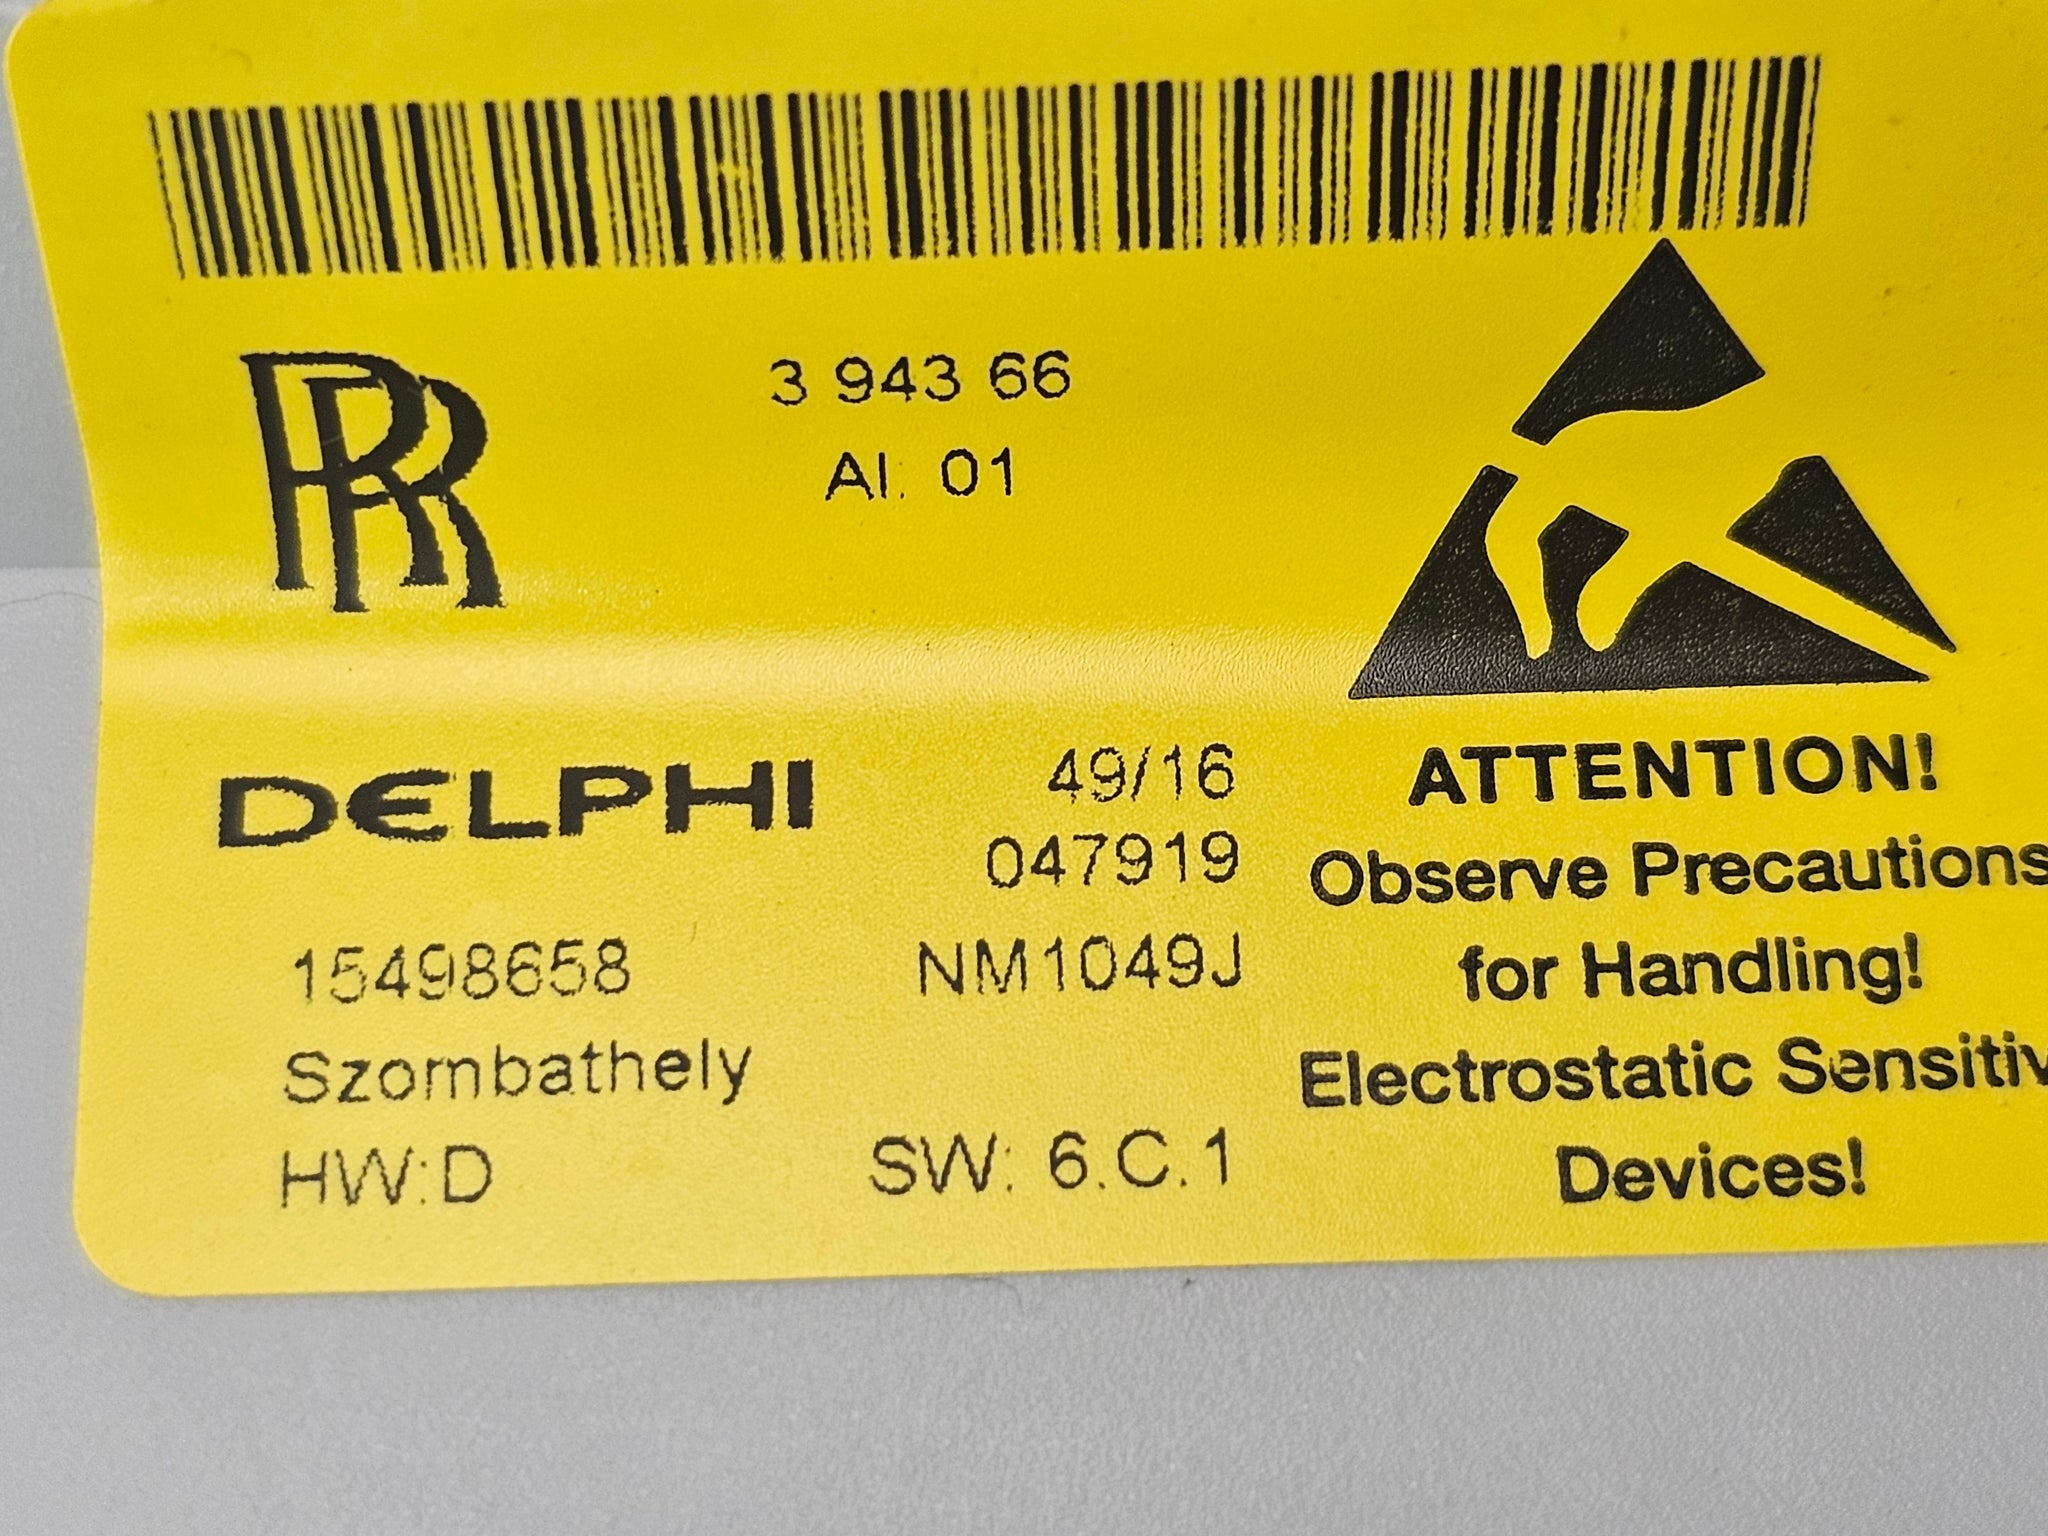 RR
3 943 66
AI: 01
DELPHI
49/16
047919
15498658
NM1049J
Szombathely
HW:D
SW: 6.C.1
ATTENTION!
Observe Precautions
for Handling!
Electrostatic Sensitiv
Devices!